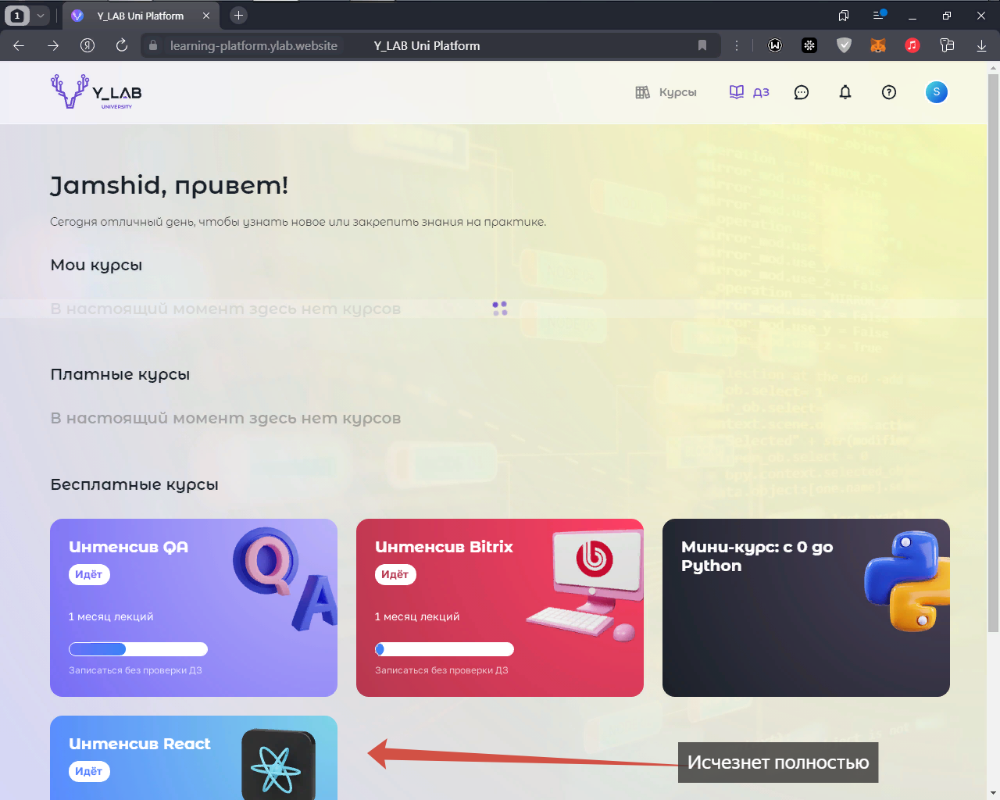 1
Y_LAB Uni Platform
learning-platform.ylab.website
Y_LAB Uni Platform
Y_LAB
UNIVERSITY
Курсы
ДЗ
S
Jamshid, привет!
Сегодня отличный день, чтобы узнать новое или закрепить знания на практике.
Мои курсы
В настоящий момент здесь нет курсов
Платные курсы
В настоящий момент здесь нет курсов
Бесплатные курсы
Интенсив QA
Идёт
1 месяц лекций
Записаться без проверки ДЗ
Интенсив Bitrix
Идёт
1 месяц лекций
Записаться без проверки ДЗ
Мини-курс: с 0 до
Python
Интенсив React
Идёт
Исчезнет полностью